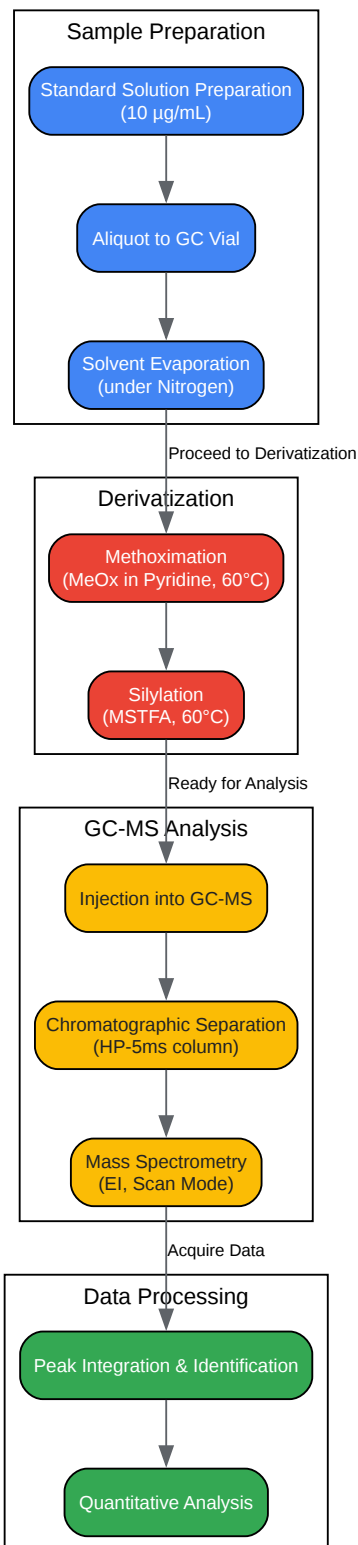 Sample Preparation
Standard Solution Preparation
(10 µg/mL)
Aliquot to GC Vial
Solvent Evaporation
(under Nitrogen)
Proceed to Derivatization
Derivatization
Methoximation
(MeOx in Pyridine, 60°C)
Silylation
(MSTFA, 60°C)
Ready for Analysis
GC-MS Analysis
Injection into GC-MS
Chromatographic Separation
(HP-5ms column)
Mass Spectrometry
(EI, Scan Mode)
Acquire Data
Data Processing
Peak Integration & Identification
Quantitative Analysis